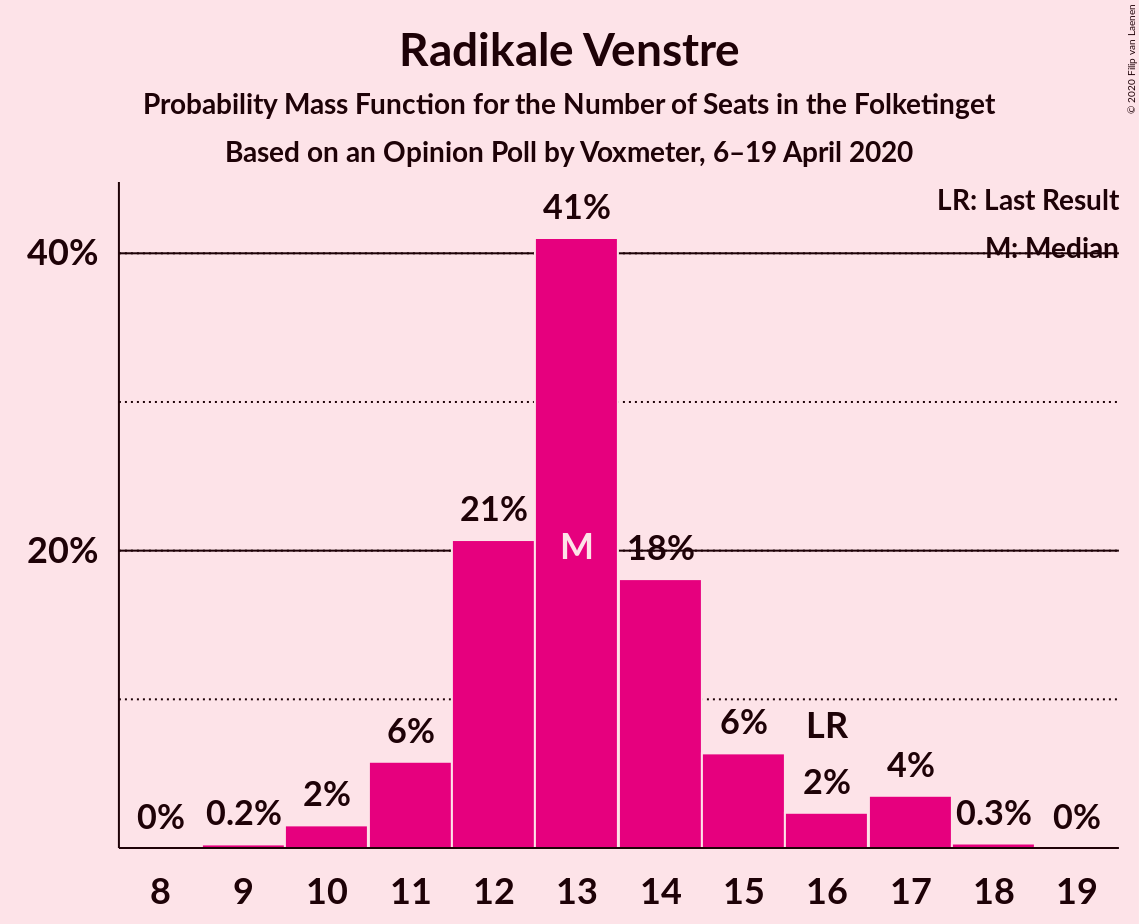 Radikale Venstre
Probability Mass Function for the Number of Seats in the Folketinget
Based on an Opinion Poll by Voxmeter, 6–19 April 2020
© 2020 Filip van Laenen
LR: Last Result
M: Median
40%
20%
0%
0.2%
2%
6%
21%
41%
M
18%
6%
LR
2%
4%
0.3%
0%
8 9 10 11 12 13 14 15 16 17 18 19